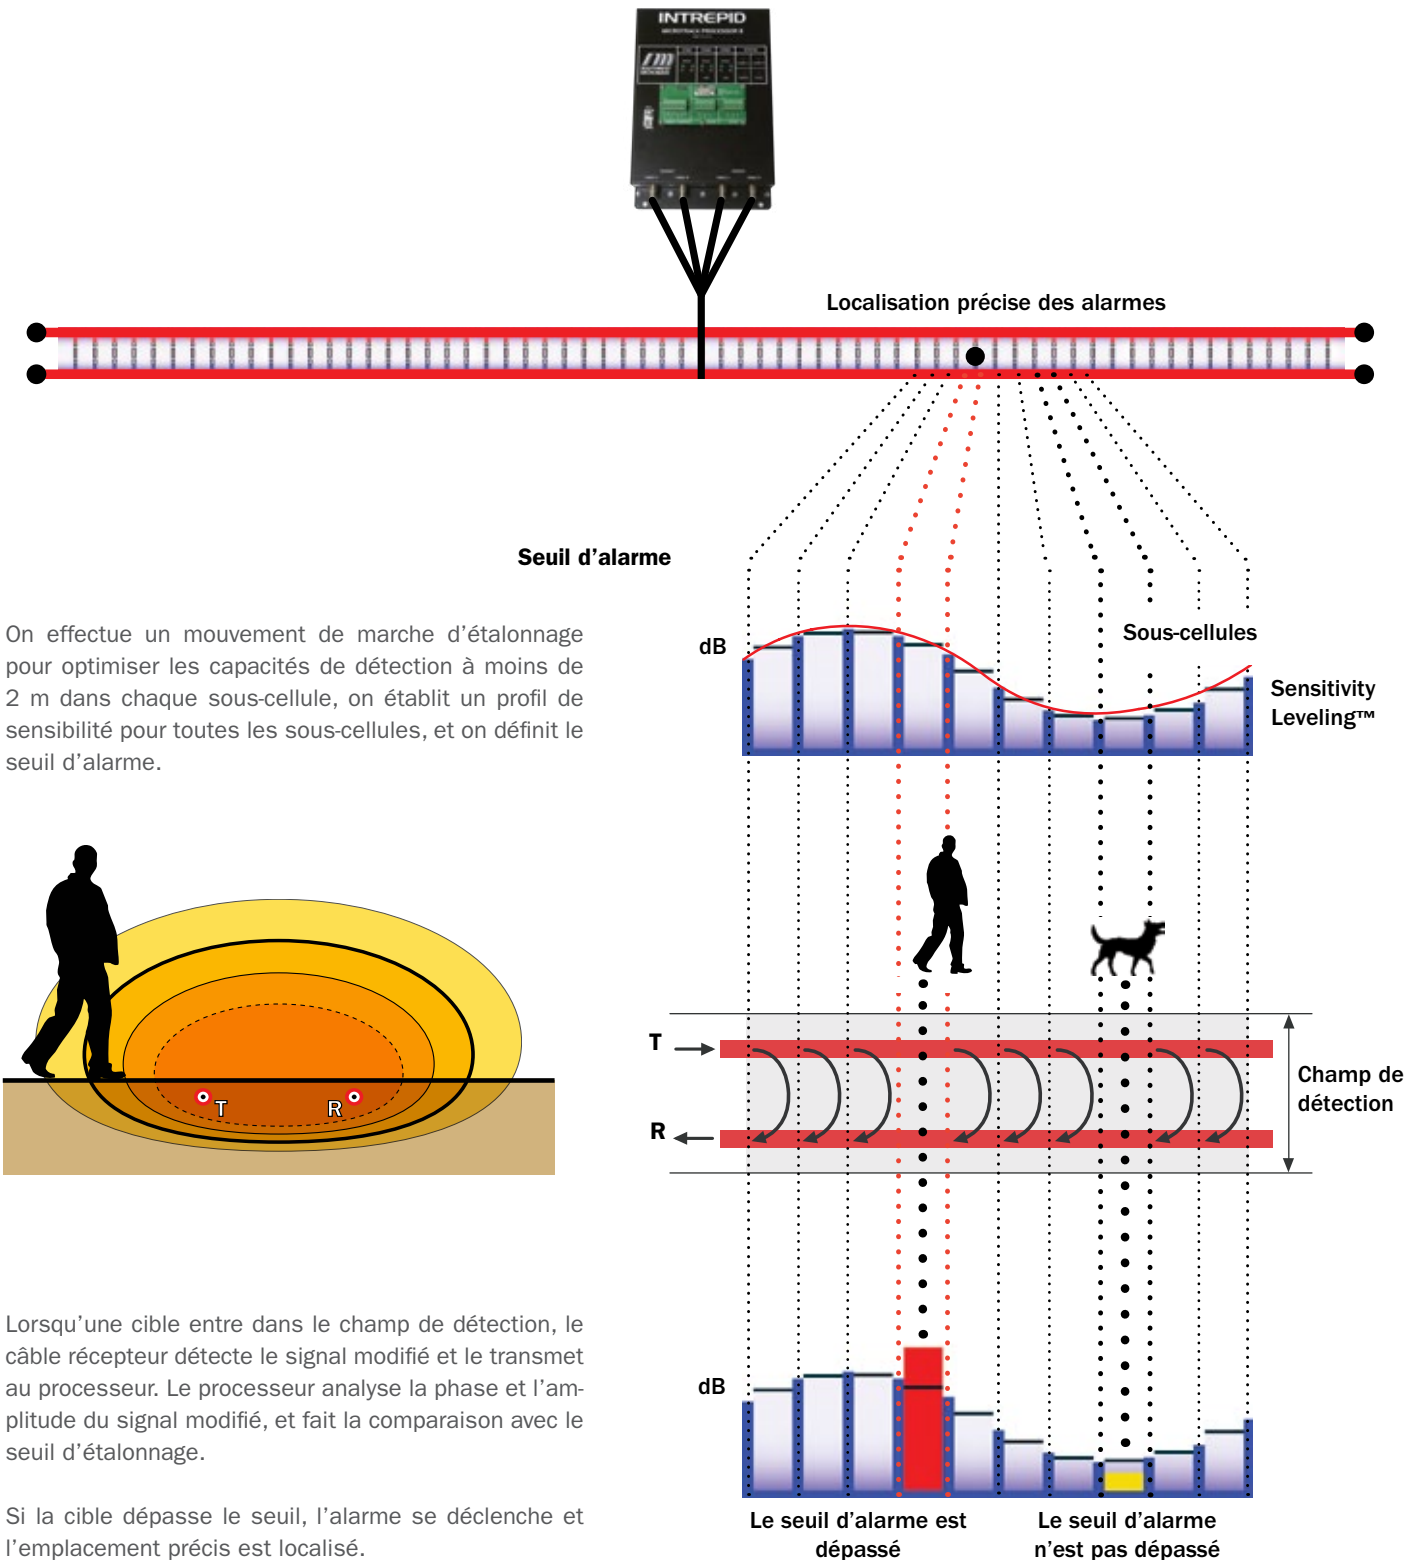 INTREPID
MICROTRACK PROCESSOR II
Localisation précise des alarmes
Seuil d'alarme
On effectue un mouvement de marche d'étalonnage
pour optimiser les capacités de détection à moins de
2 m dans chaque sous-cellule, on établit un profil de
sensibilité pour toutes les sous-cellules, et on définit le
seuil d'alarme.
dB
Sous-cellules
Sensitivity
Leveling™
T
R
T
R
Champ de
détection
Lorsqu'une cible entre dans le champ de détection, le
câble récepteur détecte le signal modifié et le transmet
au processeur. Le processeur analyse la phase et l'am-
plitude du signal modifié, et fait la comparaison avec le
seuil d'étalonnage.
Si la cible dépasse le seuil, l'alarme se déclenche et
l'emplacement précis est localisé.
dB
Le seuil d'alarme est
dépassé
Le seuil d'alarme
n'est pas dépassé